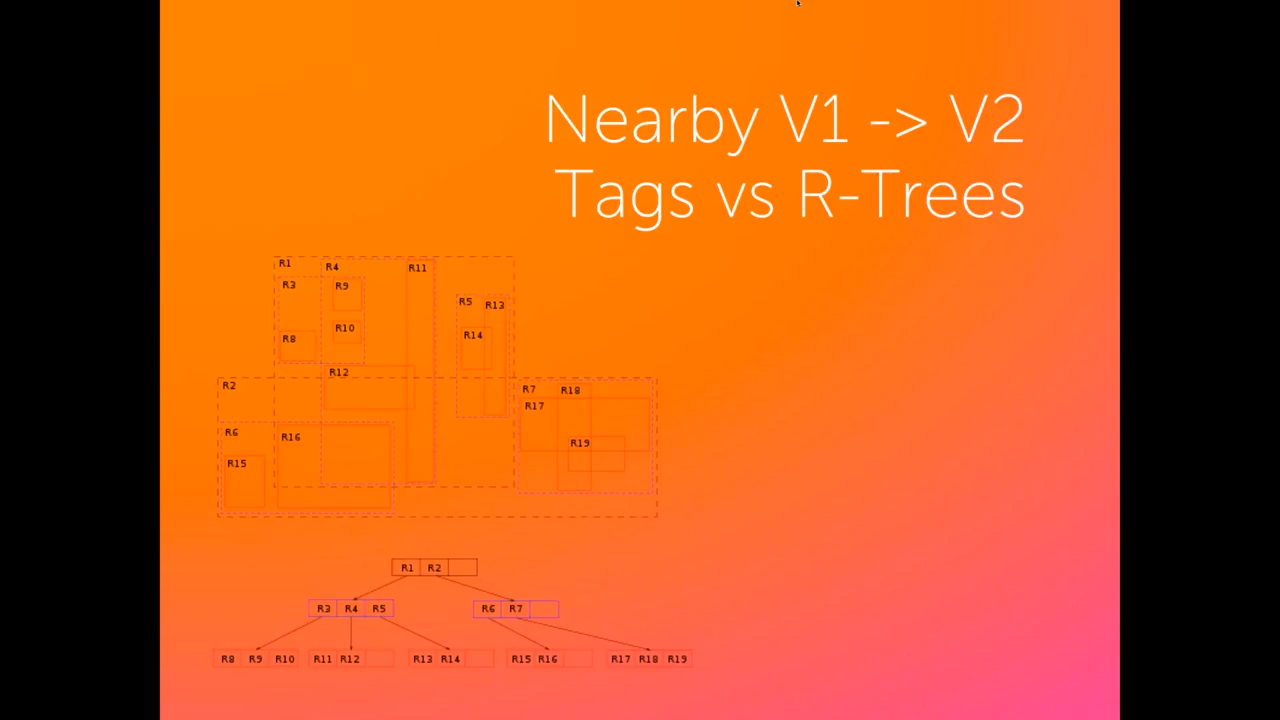 Nearby V1 -> V2
Tags vs R-Trees
R1
R4
R11
R3
R9
R5
R13
R10
R14
R8
R12
R2
R7
R18
R17
R6
R16
R19
R15
R1 R2
R3 R4 R5
R6 R7
R8 R9 R10
R11 R12
R13 R14
R15 R16
R17 R18 R19